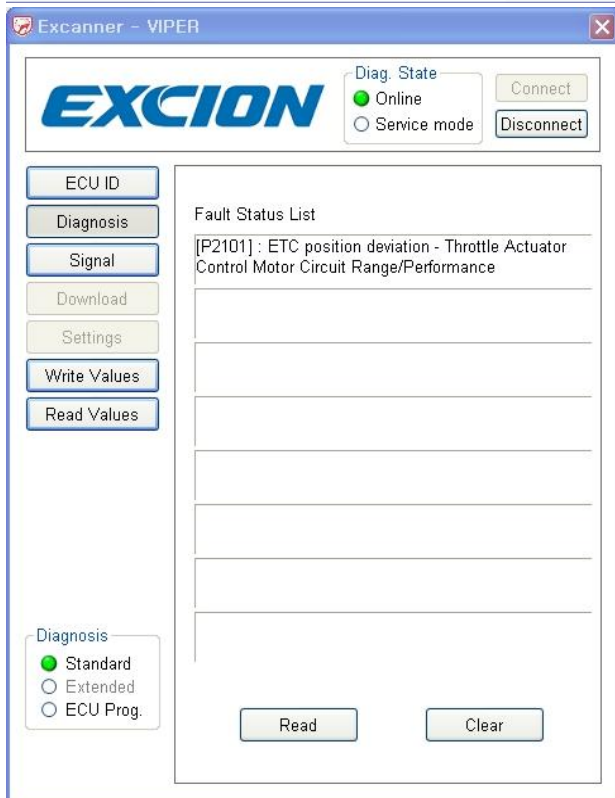 Excanner - VIPER
EXCION
Diag. State
Online
Service mode
Connect
Disconnect
ECU ID
Diagnosis
Signal
Download
Settings
Write Values
Read Values
Fault Status List
[P2101] : ETC position deviation - Throttle Actuator
Control Motor Circuit Range/Performance
Diagnosis
Standard
Extended
ECU Prog.
Read
Clear